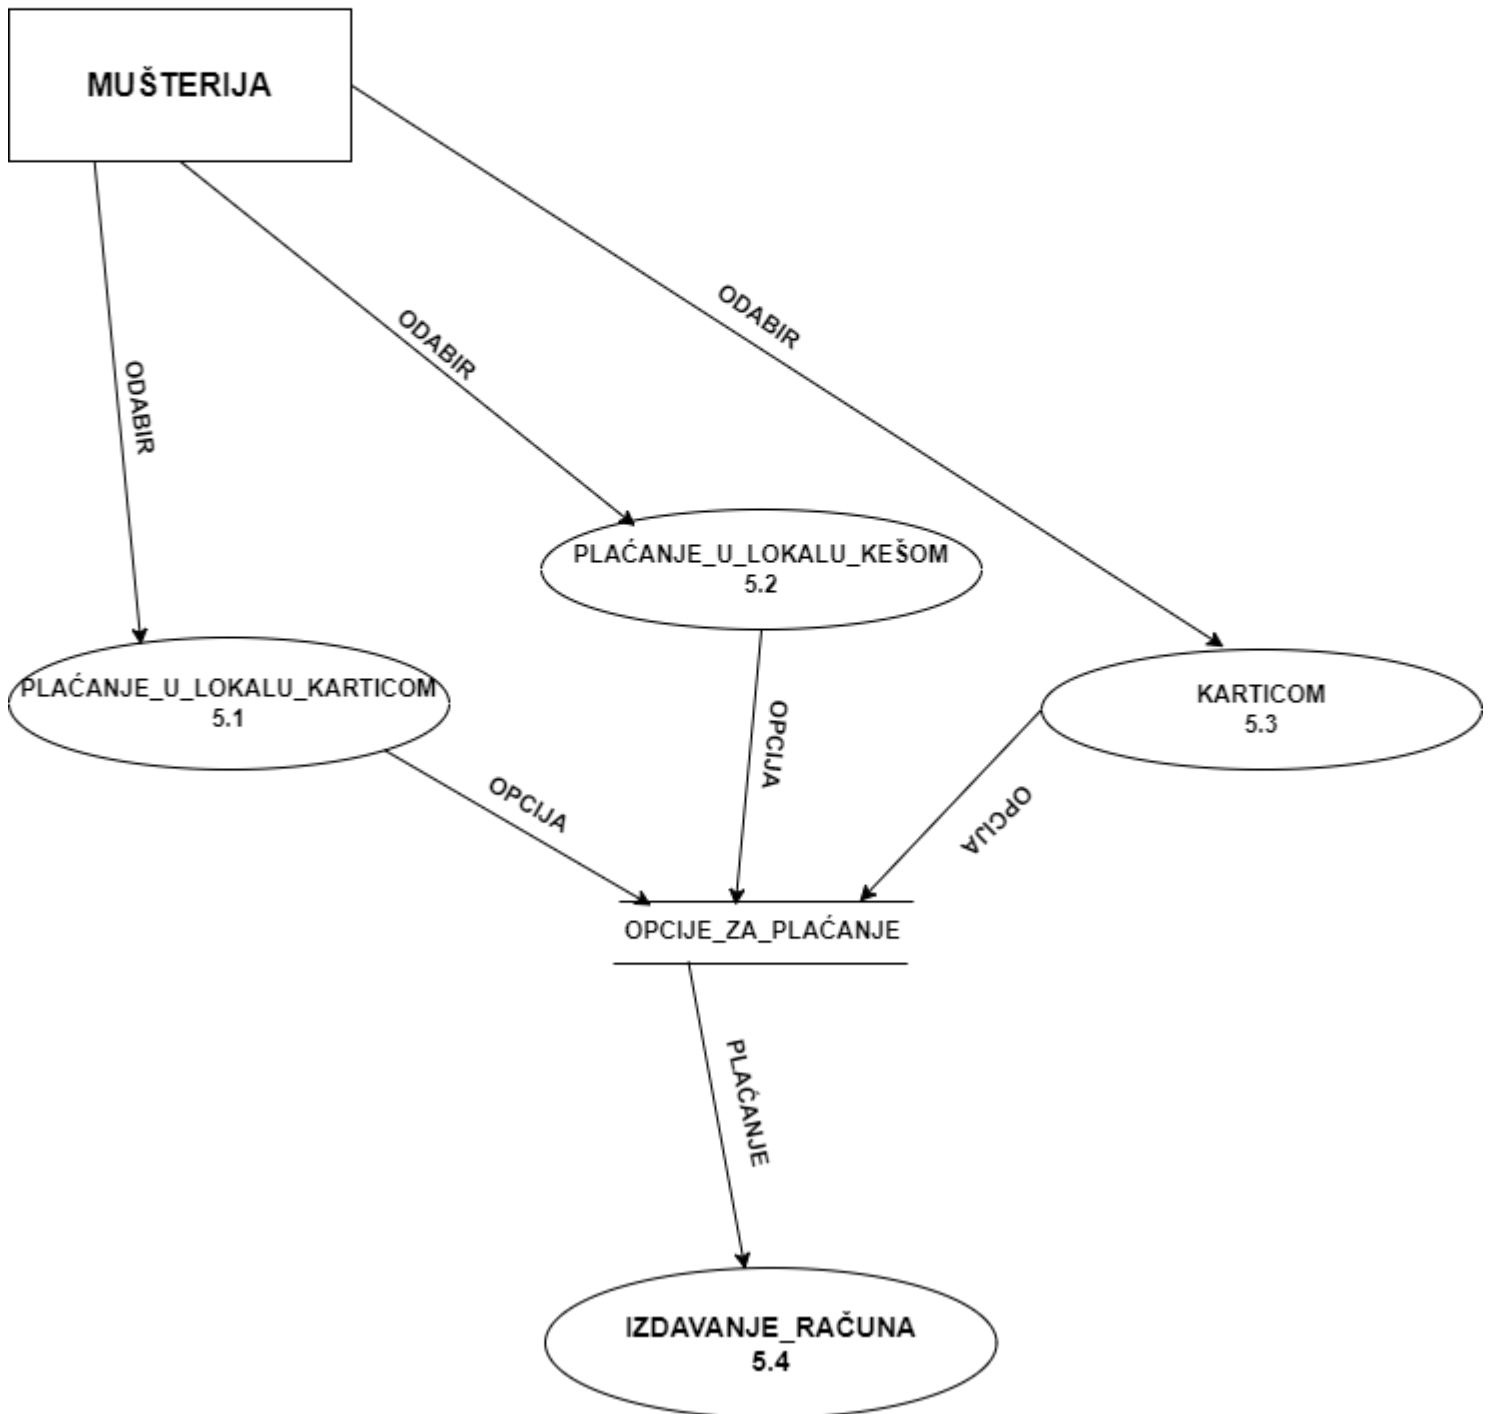 MUŠTERIJA
ODABIR
ODABIR
ODABIR
PLAĆANJE_U_LOKALU_KEŠOM
5.2
PLAĆANJE_U_LOKALU_KARTICOM
5.1
KARTICOM
5.3
OPCIJA
OPCIJA
OPCIJA
OPCIJE_ZA_PLAĆANJE
PLAĆANJE
IZDAVANJE_RAČUNA
5.4